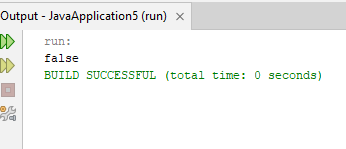 Output - JavaApplication5 (run) ×
run:
false
BUILD SUCCESSFUL (total time: 0 seconds)